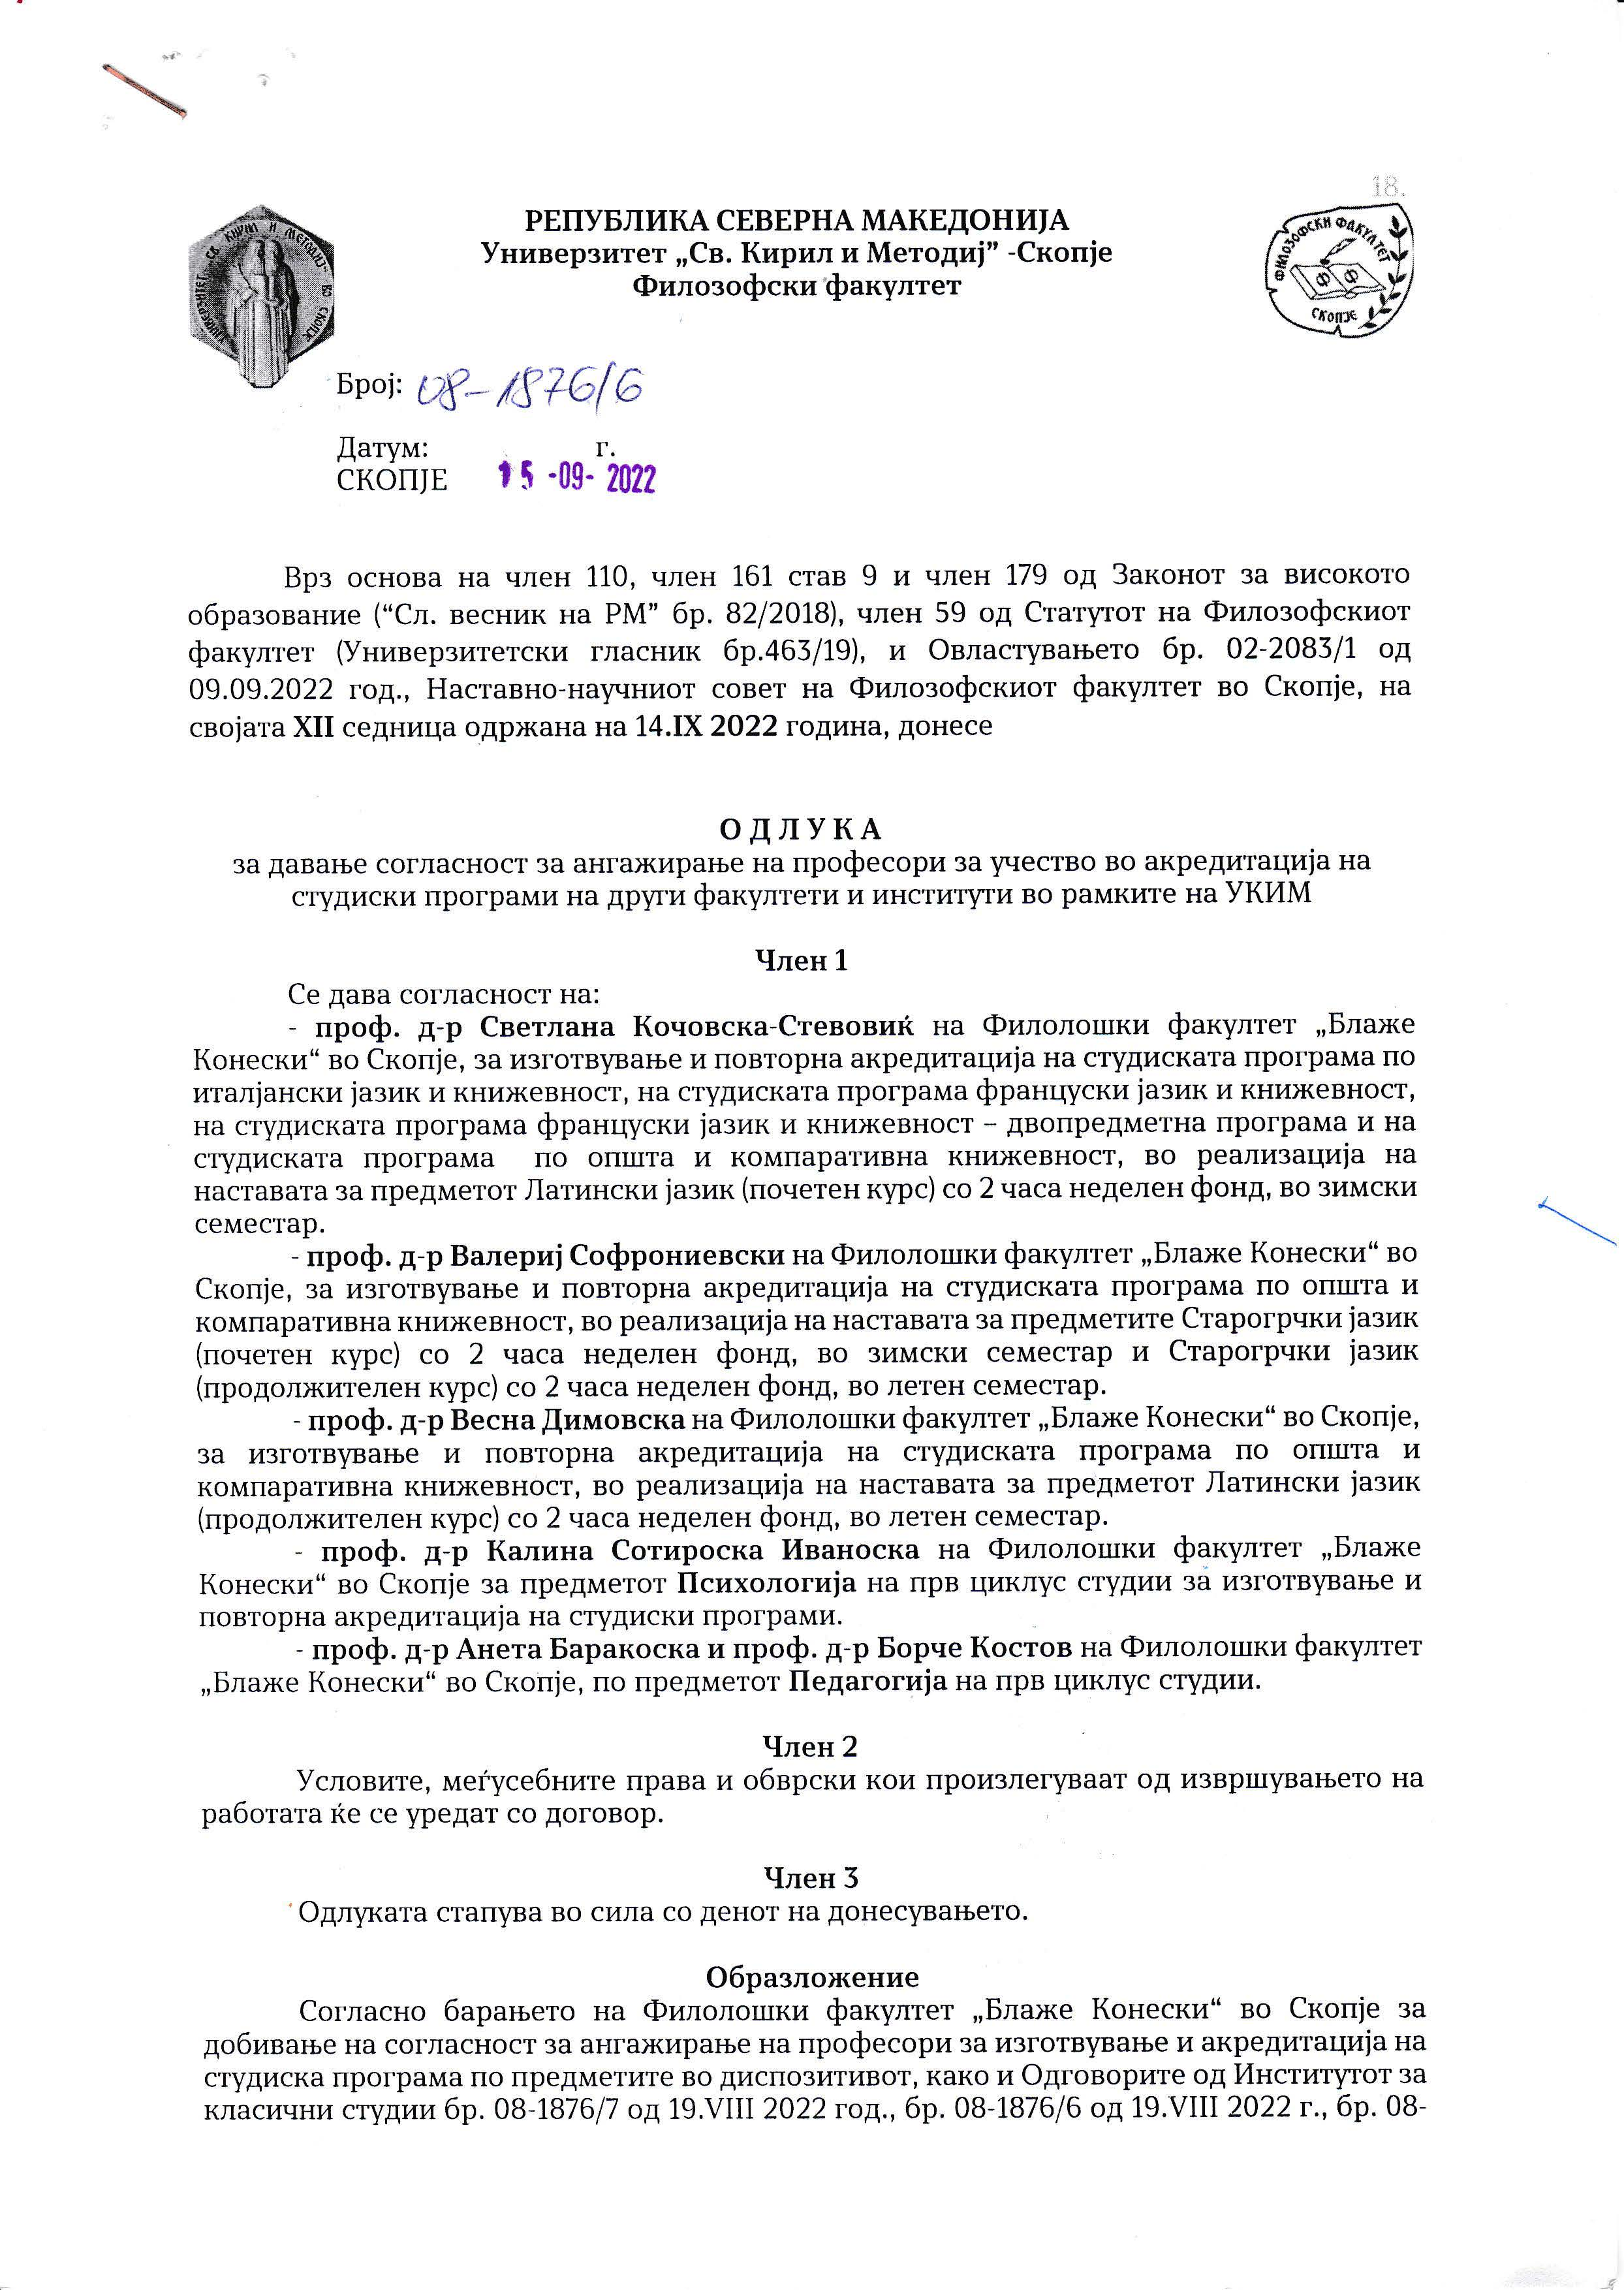 18.
РЕПУБЛИКА СЕВЕРНА МАКЕДОНИЈА
Универзитет „Св. Кирил и Методиј” -Скопје
Филозофски факултет
УНИВЕРЗИТЕТ „СВ. КИРИЛ И МЕТОДИЈ“ ВО СКОПЈЕ
ФИЛОЗОФСКИ ФАКУЛТЕТ
Ф Ф
СКОПЈЕ
Број: 08-1876/6
Датум: г.
СКОПЈЕ 15 -09- 2022
Врз основа на член 110, член 161 став 9 и член 179 од Законот за високото
образование (“Сл. весник на РМ” бр. 82/2018), член 59 од Статутот на Филозофскиот
факултет (Универзитетски гласник бр.463/19), и Овластувањето бр. 02-2083/1 од
09.09.2022 год., Наставно-научниот совет на Филозофскиот факултет во Скопје, на
својата XII седница одржана на 14.IX 2022 година, донесе
О Д Л У К А
за давање согласност за ангажирање на професори за учество во акредитација на
студиски програми на други факултети и институти во рамките на УКИМ
Член 1
Се дава согласност на:
- проф. д-р Светлана Кочовска-Стевовиќ на Филолошки факултет „Блаже
Конески“ во Скопје, за изготвување и повторна акредитација на студиската програма по
италјански јазик и книжевност, на студиската програма француски јазик и книжевност,
на студиската програма француски јазик и книжевност – двопредметна програма и на
студиската програма по општа и компаративна книжевност, во реализација на
наставата за предметот Латински јазик (почетен курс) со 2 часа неделен фонд, во зимски
семестар.
- проф. д-р Валериј Софрониевски на Филолошки факултет „Блаже Конески“ во
Скопје, за изготвување и повторна акредитација на студиската програма по општа и
компаративна книжевност, во реализација на наставата за предметите Старогрчки јазик
(почетен курс) со 2 часа неделен фонд, во зимски семестар и Старогрчки јазик
(продолжителен курс) со 2 часа неделен фонд, во летен семестар.
- проф. д-р Весна Димовска на Филолошки факултет „Блаже Конески“ во Скопје,
за изготвување и повторна акредитација на студиската програма по општа и
компаративна книжевност, во реализација на наставата за предметот Латински јазик
(продолжителен курс) со 2 часа неделен фонд, во летен семестар.
- проф. д-р Калина Сотироска Иваноска на Филолошки факултет „Блаже
Конески“ во Скопје за предметот Психологија на прв циклус студии за изготвување и
повторна акредитација на студиски програми.
- проф. д-р Анета Баракоска и проф. д-р Борче Костов на Филолошки факултет
„Блаже Конески“ во Скопје, по предметот Педагогија на прв циклус студии.
Член 2
Условите, меѓусебните права и обврски кои произлегуваат од извршувањето на
работата ќе се уредат со договор.
Член 3
Одлуката стапува во сила со денот на донесувањето.
Образложение
Согласно барањето на Филолошки факултет „Блаже Конески“ во Скопје за
добивање на согласност за ангажирање на професори за изготвување и акредитација на
студиска програма по предметите во диспозитивот, како и Одговорите од Институтот за
класични студии бр. 08-1876/7 од 19.VIII 2022 год., бр. 08-1876/6 од 19.VIII 2022 г., бр. 08-